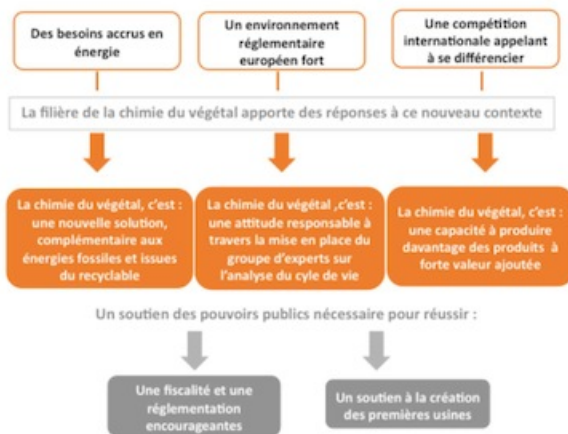 Des besoins accrus en
énergie
Un environnement
réglementaire
européen fort
Une compétition
internationale appelant
à se différencier
La filière de la chimie du végétal apporte des réponses à ce nouveau contexte
La chimie du végétal, c'est :
une nouvelle solution,
complémentaire aux
énergies fossiles et issues
du recyclable
La chimie du végétal ,c'est :
une attitude responsable à
travers la mise en place du
groupe d'experts sur
l'analyse du cyle de vie
La chimie du végétal, c'est :
une capacité à produire
davantage des produits à
forte valeur ajoutée
Un soutien des pouvoirs publics nécessaire pour réussir :
Une fiscalité et une
réglementation
encourageantes
Un soutien à la création
des premières usines